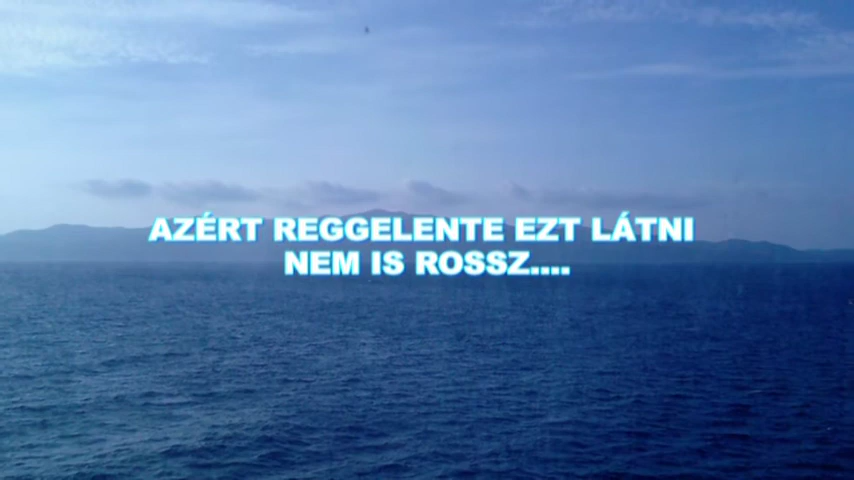 AZÉRT REGGELENTE EZT LÁTNI
NEM IS ROSSZ....